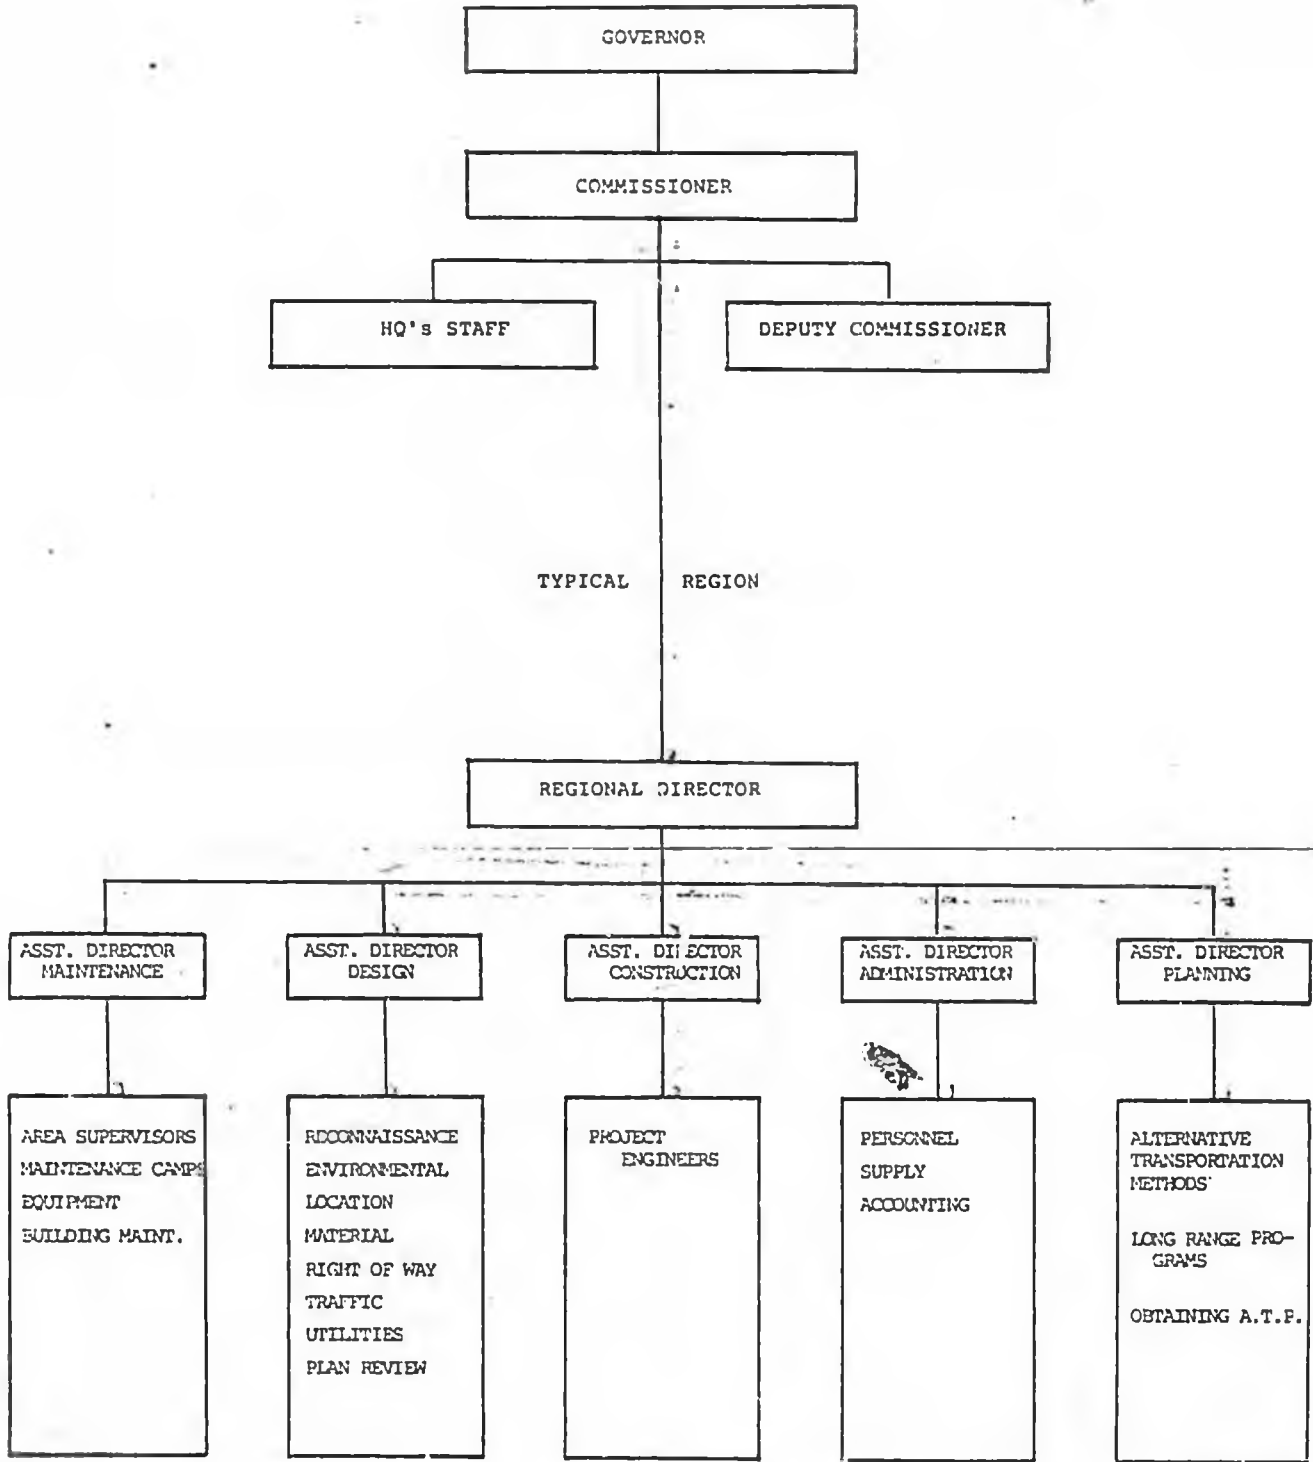 GOVERNOR
COMMISSIONER
HQ's STAFF
DEPUTY COMMISSIONER
TYPICAL REGION
REGIONAL DIRECTOR
ASST. DIRECTOR
MAINTENANCE
ASST. DIRECTOR
DESIGN
ASST. DIRECTOR
CONSTRUCTION
ASST. DIRECTOR
ADMINISTRATION
ASST. DIRECTOR
PLANNING
AREA SUPERVISORS
MAINTENANCE CAMPS
EQUIPMENT
BUILDING MAINT.
RECONNAISSANCE
ENVIRONMENTAL
LOCATION
MATERIAL
RIGHT OF WAY
TRAFFIC
UTILITIES
PLAN REVIEW
PROJECT
ENGINEERS
PERSONNEL
SUPPLY
ACCOUNTING
ALTERNATIVE
TRANSPORTATION
METHODS
LONG RANGE PRO-
GRAMS
OBTAINING A.T.P.